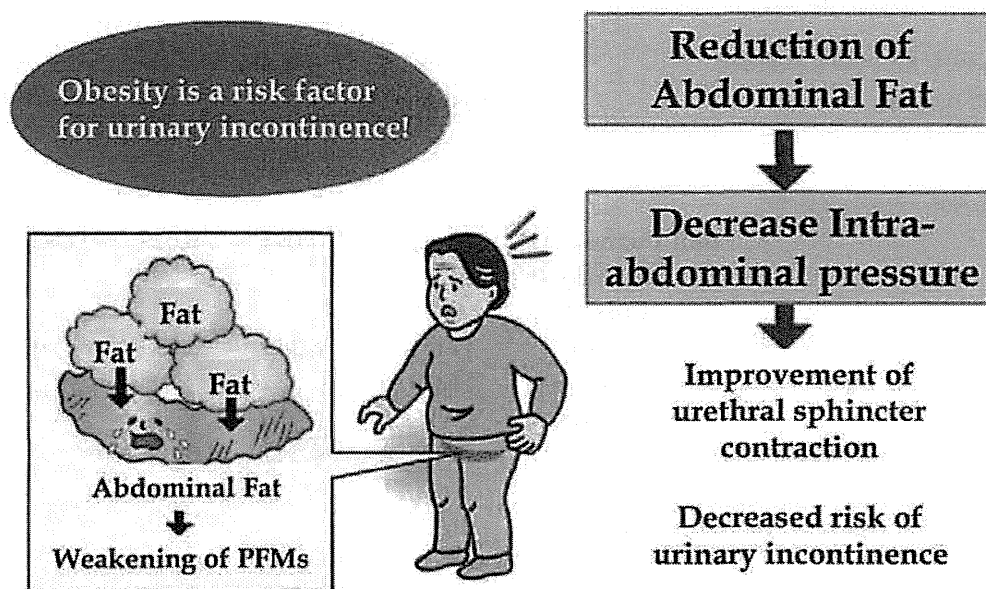 Obesity is a risk factor
for urinary incontinence!
Fat
Fat
Fat
Abdominal Fat
Weakening of PFMs
Reduction of
Abdominal Fat
Decrease Intra-
abdominal pressure
Improvement of
urethral sphincter
contraction
Decreased risk of
urinary incontinence